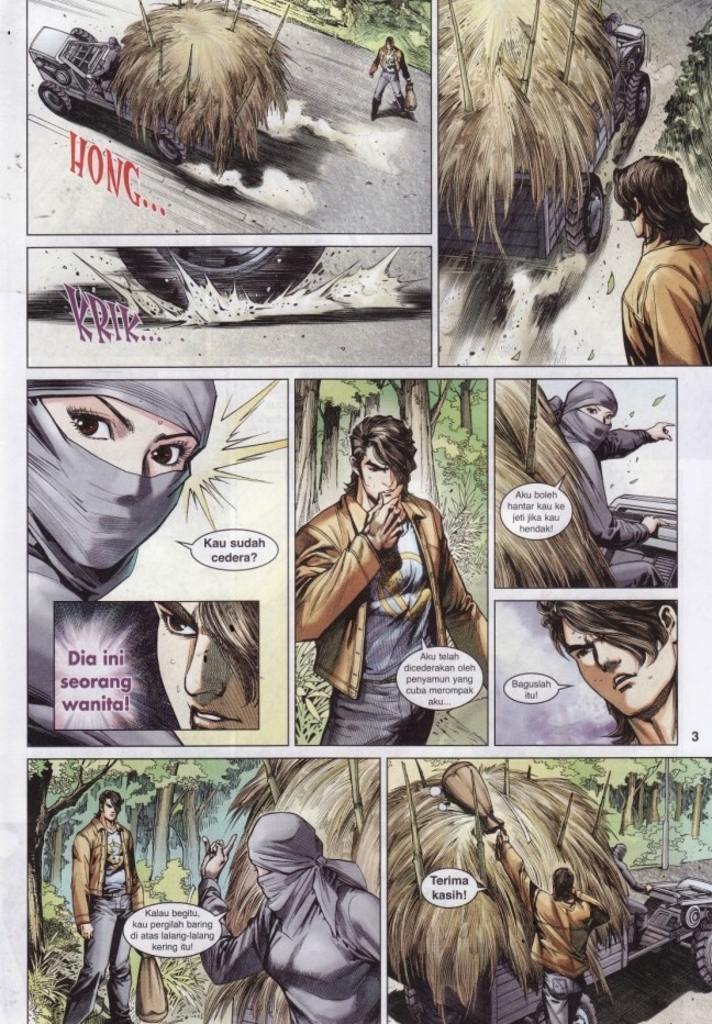 HONG...
KRIK...
Kau sudah
cedera?
Dia ini
seorang
wanita!
Aku telah
dicederakan oleh
penyamun yang
cuba merompak
aku...
Aku boleh
hantar kau ke
jeti jika kau
hendak!
Baguslah
itu!
3
Kalau begitu,
kau pergilah baring
di atas lalang-lalang
kering itu!
Terima
kasih!